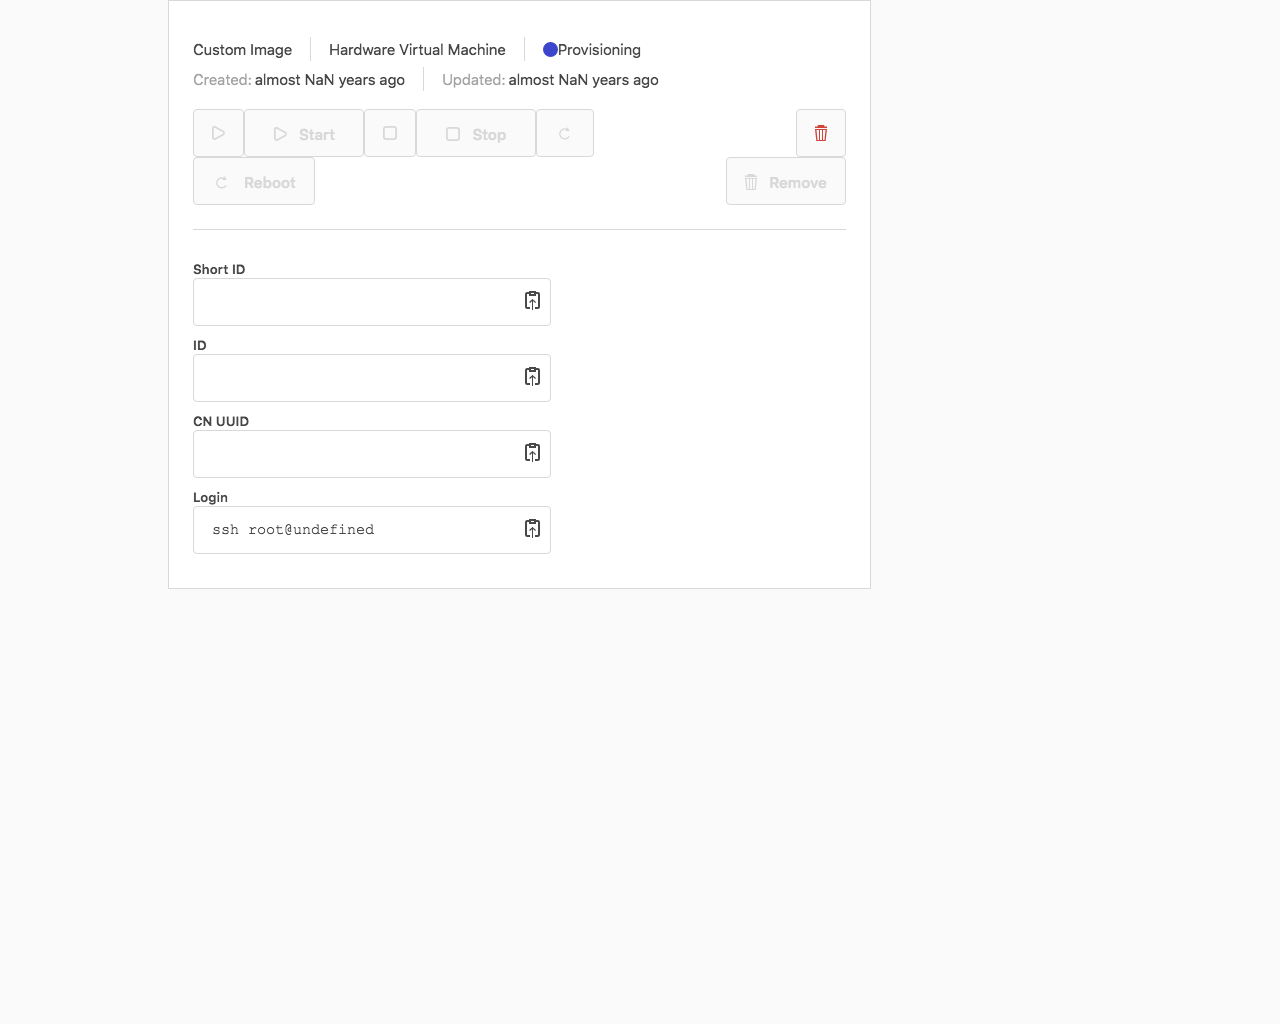 Custom Image Hardware Virtual Machine Provisioning
Created: almost NaN years ago Updated: almost NaN years ago
Start Stop
Reboot Remove
Short ID
ID
CN UUID
Login
ssh root@undefined